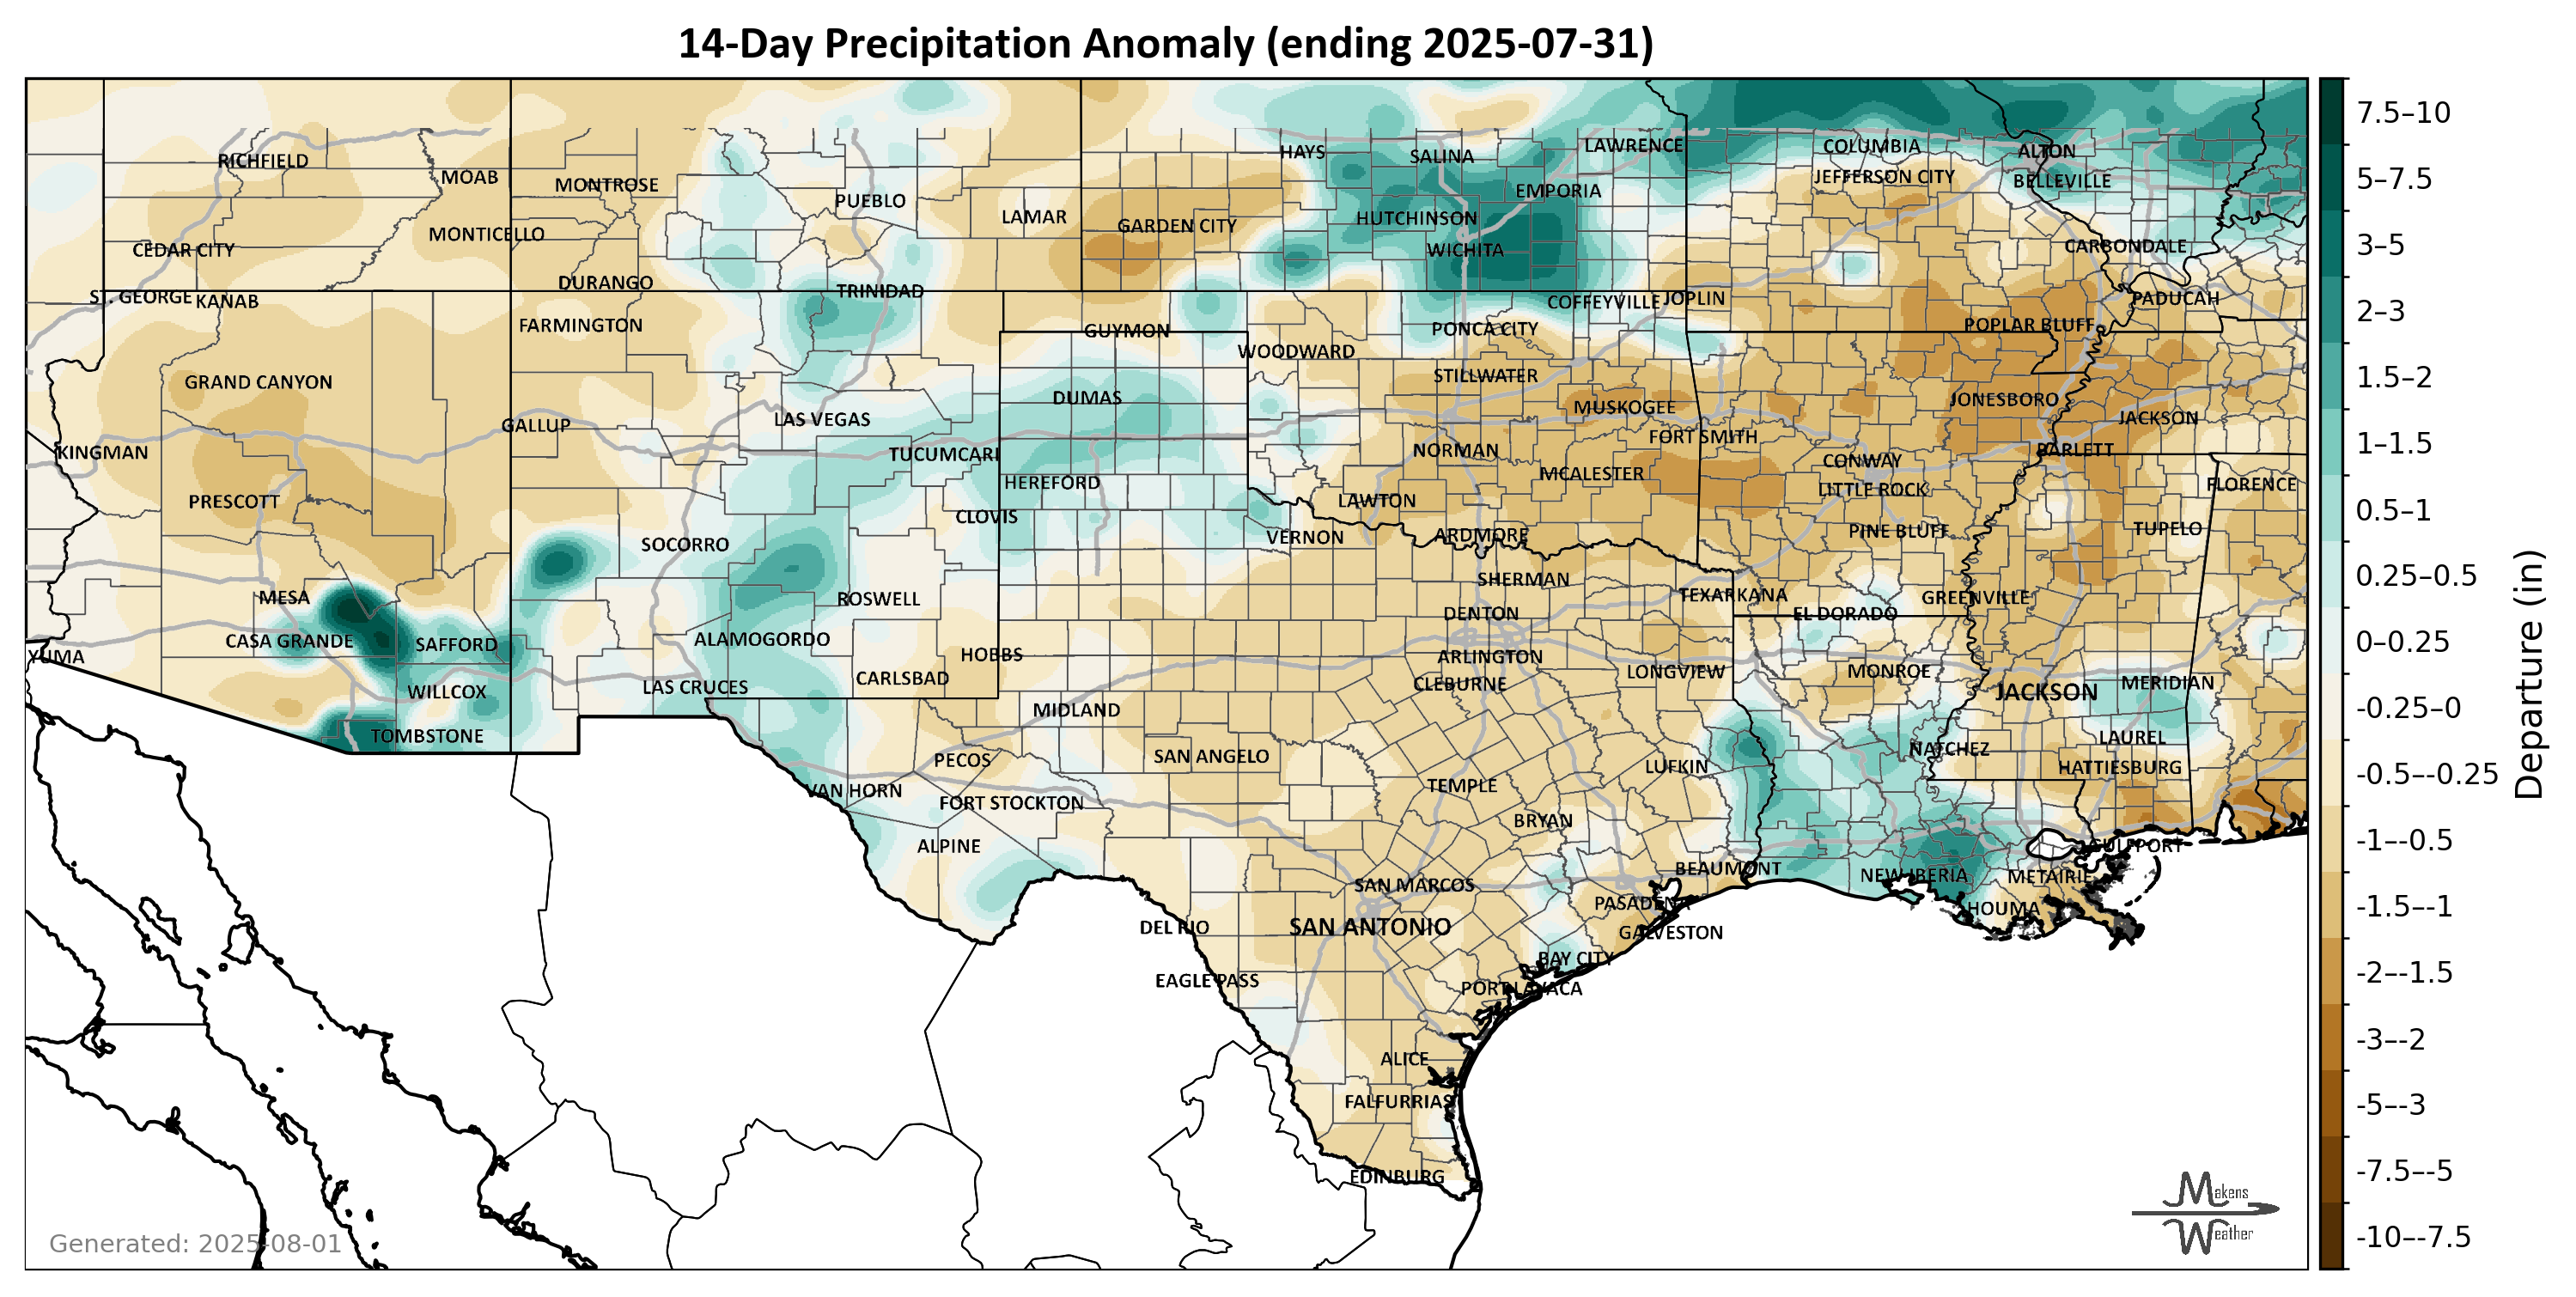 14-Day Precipitation Anomaly (ending 2025-07-31)
RICHFIELD
MOAB
MONTROSE
PUEBLO
LAMAR
HAYS
SALINA
LAWRENCE
COLUMBIA
ALTON
JEFFERSON CITY
BELLEVILLE
EMPORIA
GARDEN CITY
HUTCHINSON
WICHITA
CARBONDALE
CEDAR CITY
MONTICELLO
DURANGO
TRINIDAD
ST. GEORGE
KANAB
FARMINGTON
GUYMON
PONCA CITY
COFFEYVILLE
JOPLIN
PADUCAH
POPLAR BLUFF
WOODWARD
STILLWATER
GRAND CANYON
DUMAS
MUSKOGEE
JONESBORO
JACKSON
GALLUP
LAS VEGAS
FORT SMITH
KINGMAN
TUCUMCARI
NORMAN
BARLETT
CONWAY
PRESCOTT
HEREFORD
MCALESTER
LITTLE ROCK
FLORENCE
LAWTON
CLOVIS
TUPELO
SOCORRO
VERNON
ARDMORE
PINE BLUFF
SHERMAN
MESA
ROSWELL
TEXARKANA
GREENVILLE
DENTON
EL DORADO
CASA GRANDE
SAFFORD
ALAMOGORDO
YUMA
HOBBS
ARLINGTON
LONGVIEW
MONROE
WILLCOX
LAS CRUCES
CARLSBAD
CLEBURNE
JACKSON
MERIDIAN
MIDLAND
TOMBSTONE
LAUREL
PECOS
SAN ANGELO
NATCHEZ
LUFKIN
HATTIESBURG
VAN HORN
FORT STOCKTON
TEMPLE
BRYAN
ALPINE
GULFPORT
BEAUMONT
NEW IBERIA
METAIRIE
SAN MARCOS
PASADENA
HOUMA
DEL RIO
SAN ANTONIO
GALVESTON
BAY CITY
EAGLE PASS
PORT LAVACA
ALICE
FALFURRIAS
EDINBURG
Generated: 2025-08-01
Makens
Weather
7.5–10
5–7.5
3–5
2–3
1.5–2
1–1.5
0.5–1
0.25–0.5
0–0.25
-0.25–0
-0.5–-0.25
-1–-0.5
-1.5–-1
-2–-1.5
-3–-2
-5–-3
-7.5–-5
-10–-7.5
Departure (in)